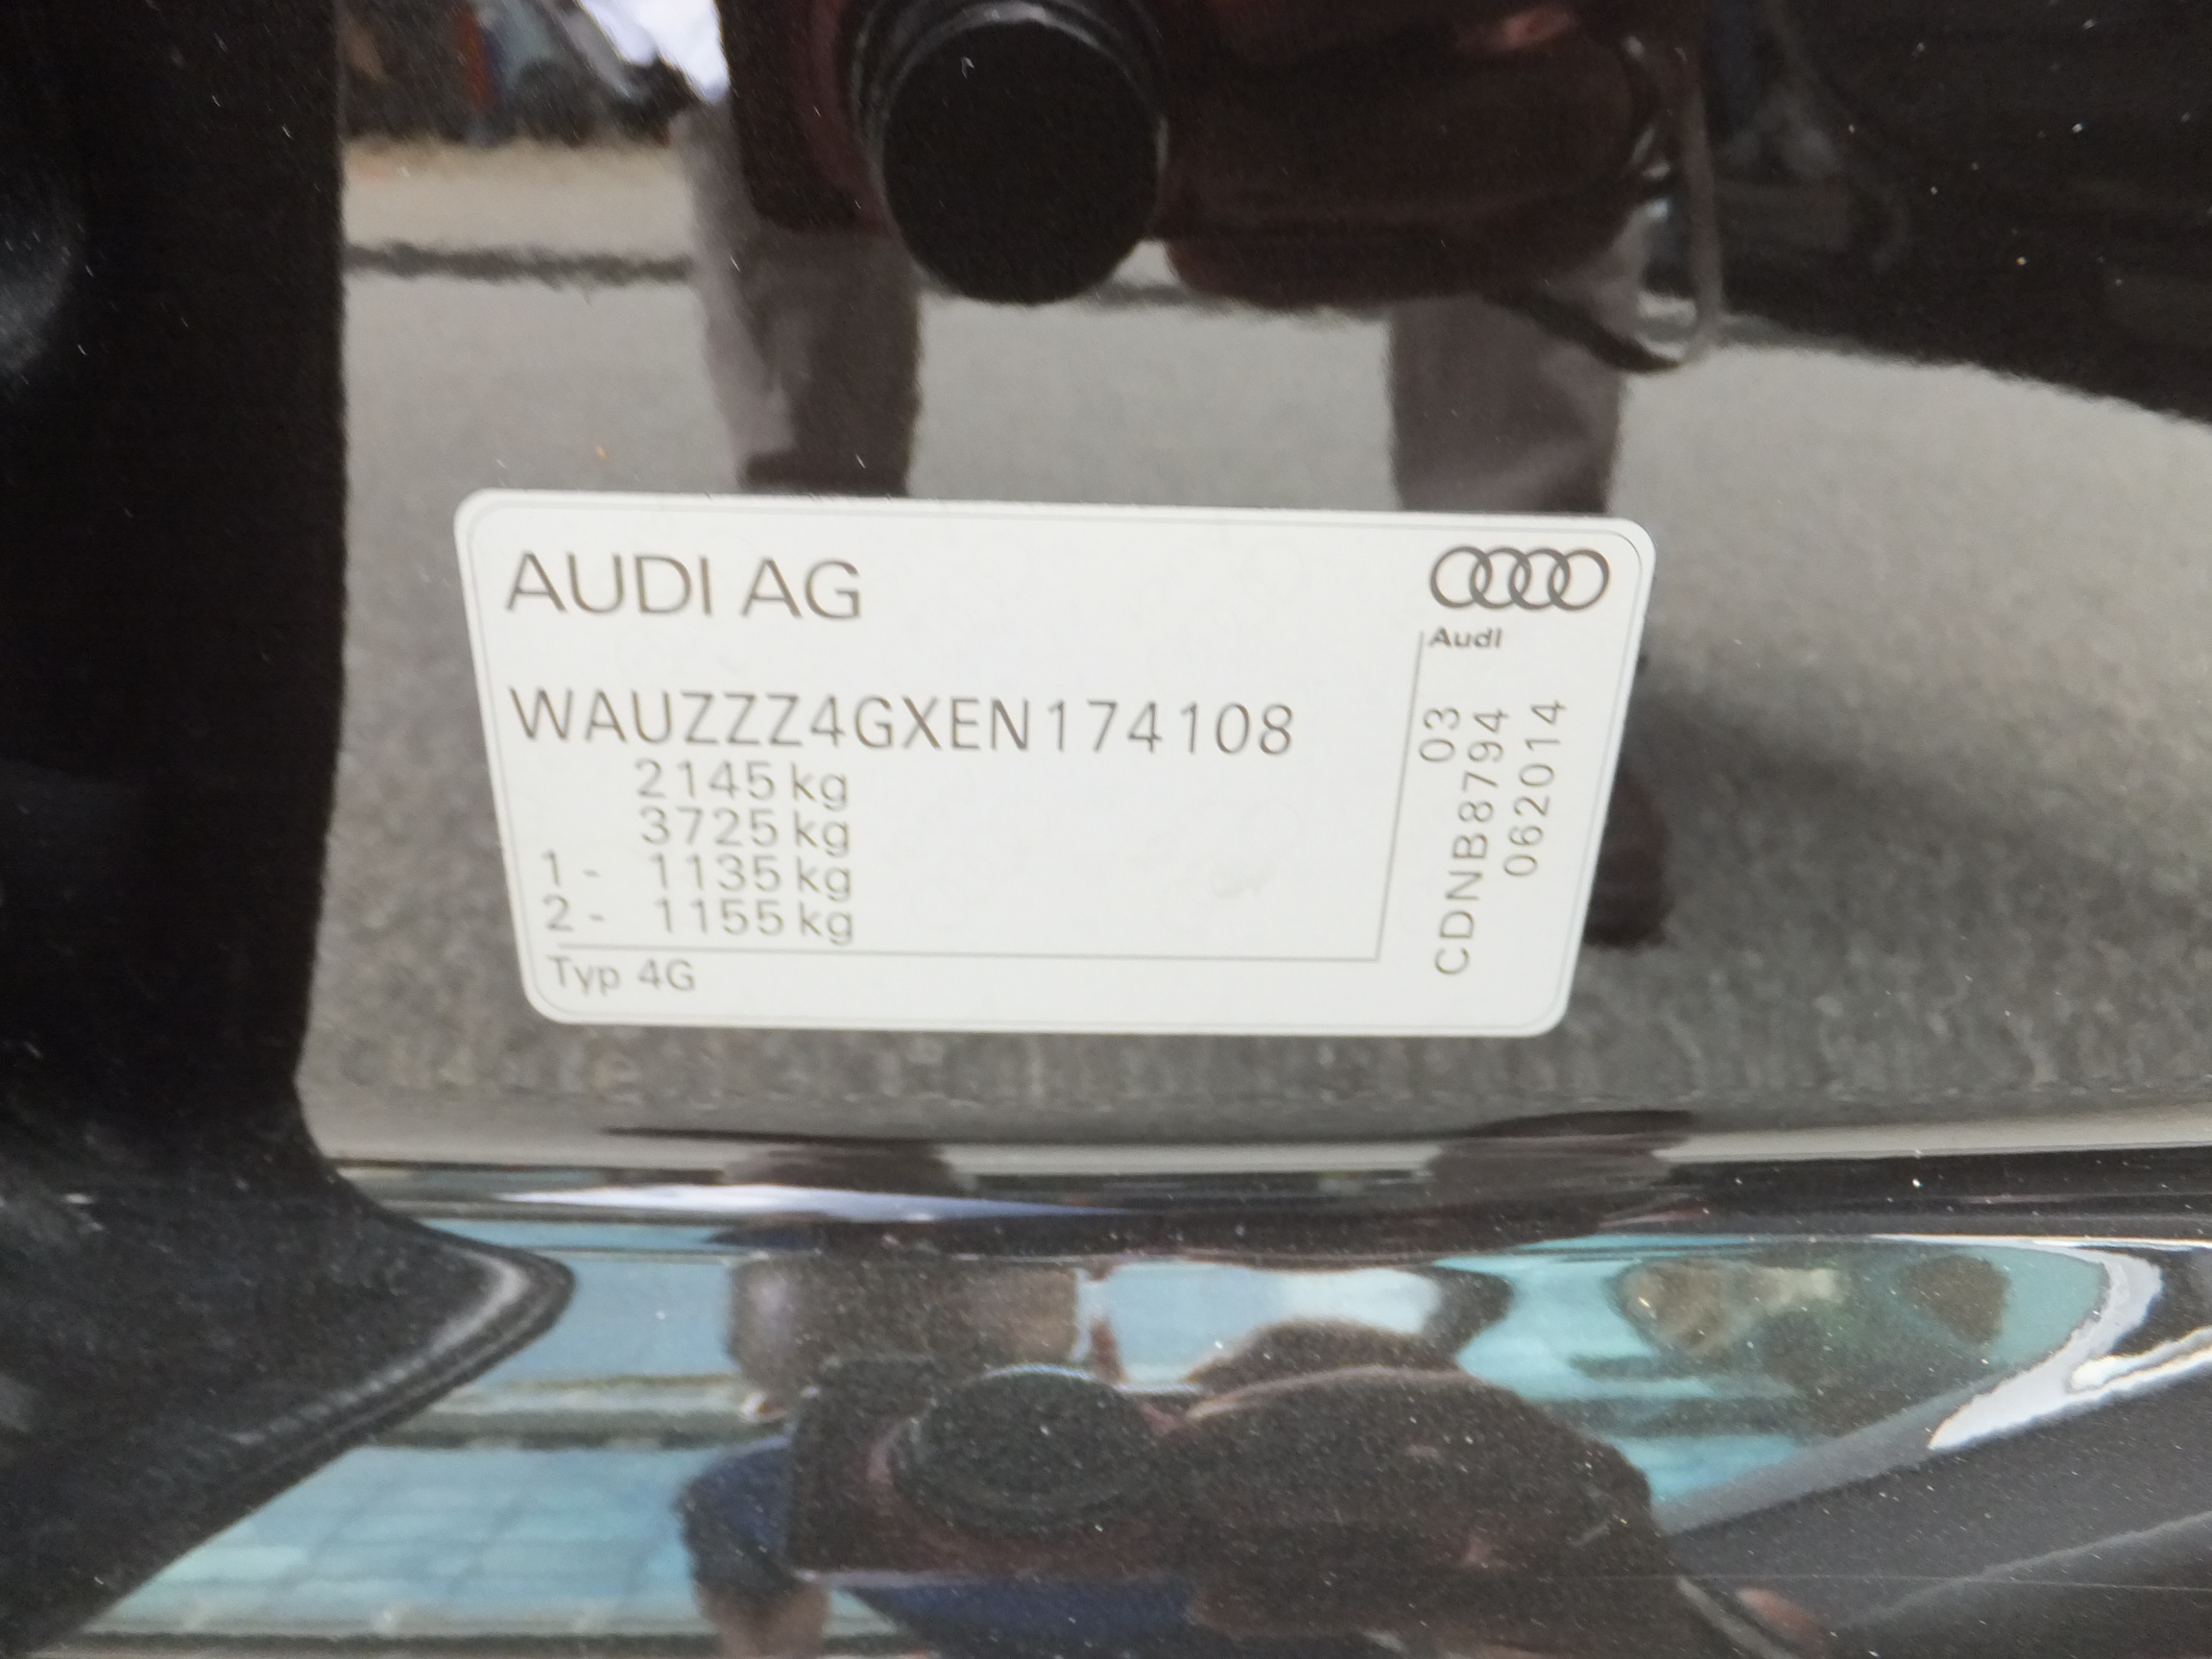 AUDI AG
Audi
WAUZZZ4GXEN174108
2145 kg
3725 kg
1 - 1135 kg
2 - 1155 kg
Typ 4G
03
CDNB8794
062014